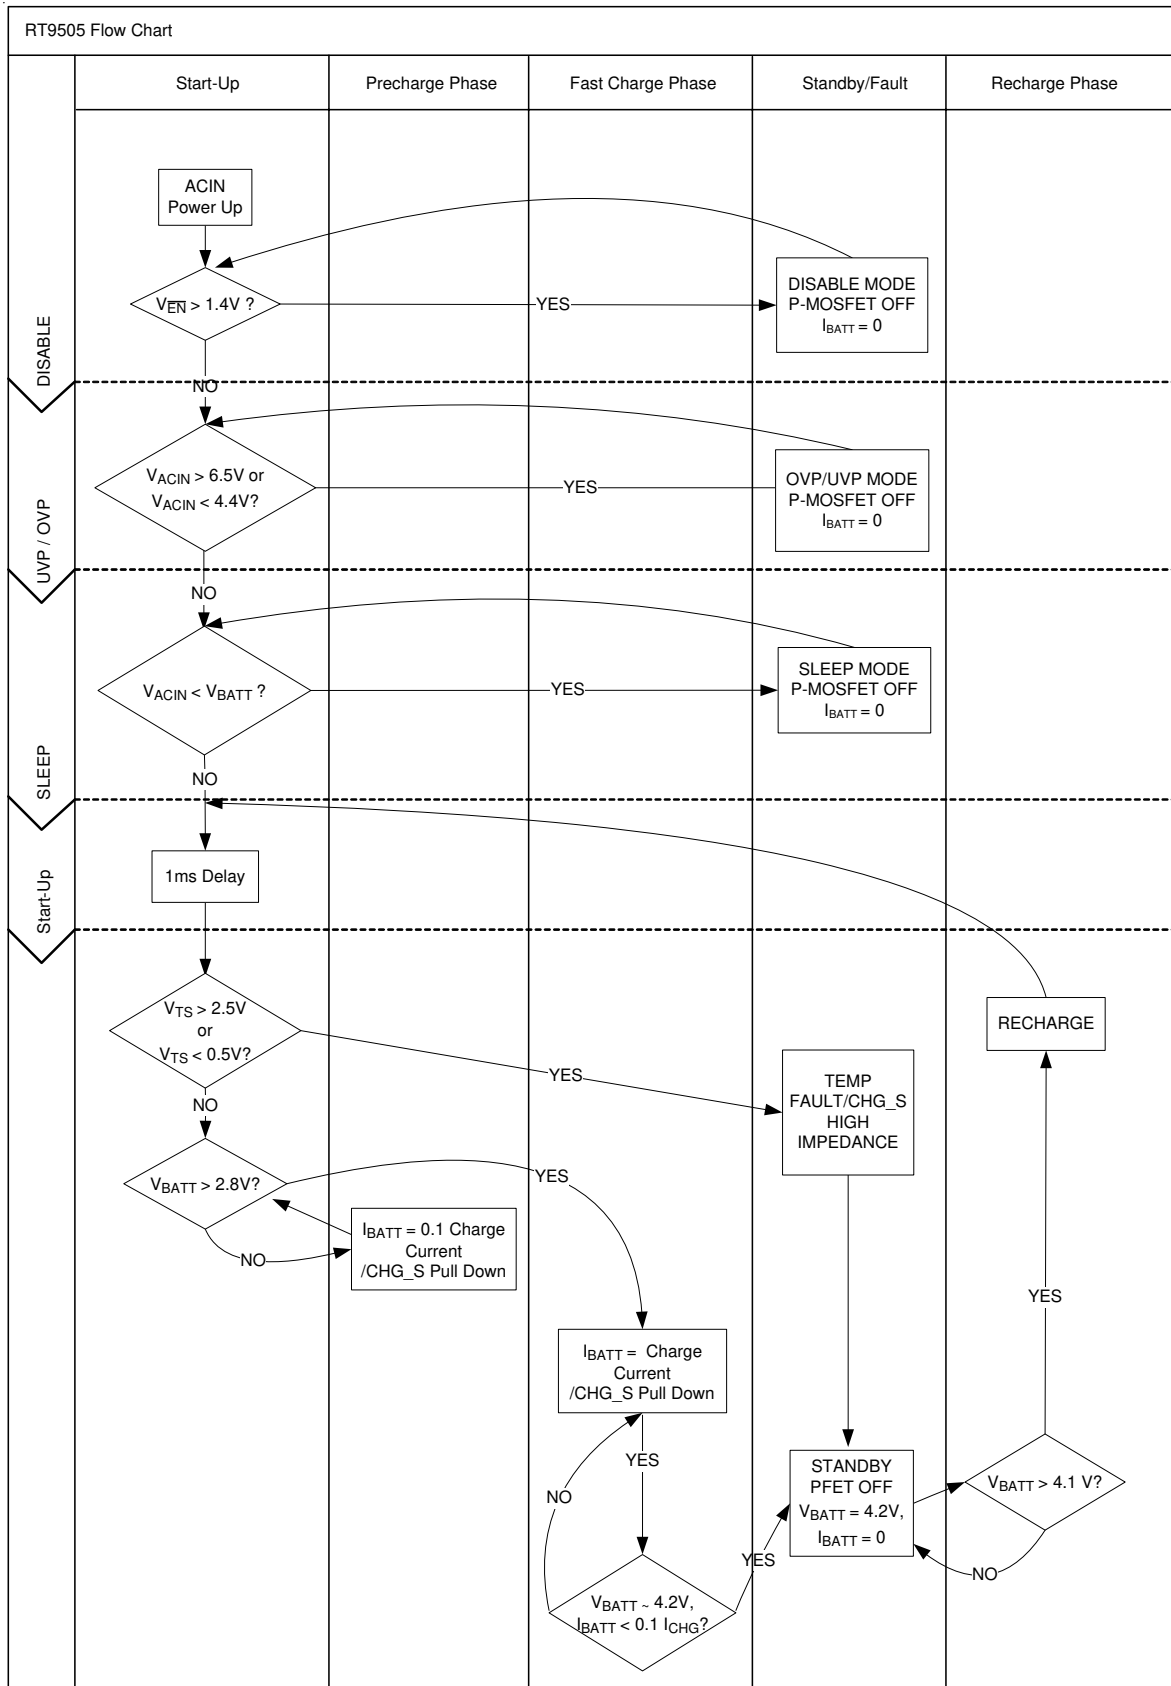 RT9505 Flow Chart
Start-Up
Precharge Phase
Fast Charge Phase
Standby/Fault
Recharge Phase
DISABLE
ACIN
Power Up
VEN > 1.4V ?
YES
DISABLE MODE
P-MOSFET OFF
IBATT = 0
NO
UVP / OVP
VACIN > 6.5V or
VACIN < 4.4V?
YES
OVP/UVP MODE
P-MOSFET OFF
IBATT = 0
NO
SLEEP
VACIN < VBATT ?
YES
SLEEP MODE
P-MOSFET OFF
IBATT = 0
NO
Start-Up
1ms Delay
VTS > 2.5V
or
VTS < 0.5V?
YES
TEMP
FAULT/CHG_S
HIGH
IMPEDANCE
RECHARGE
NO
VBATT > 2.8V?
YES
NO
IBATT = 0.1 Charge
Current
/CHG_S Pull Down
YES
IBATT = Charge
Current
/CHG_S Pull Down
YES
NO
STANDBY
PFET OFF
VBATT = 4.2V,
IBATT = 0
VBATT > 4.1 V?
YES
NO
VBATT ~ 4.2V,
IBATT < 0.1 ICHG?